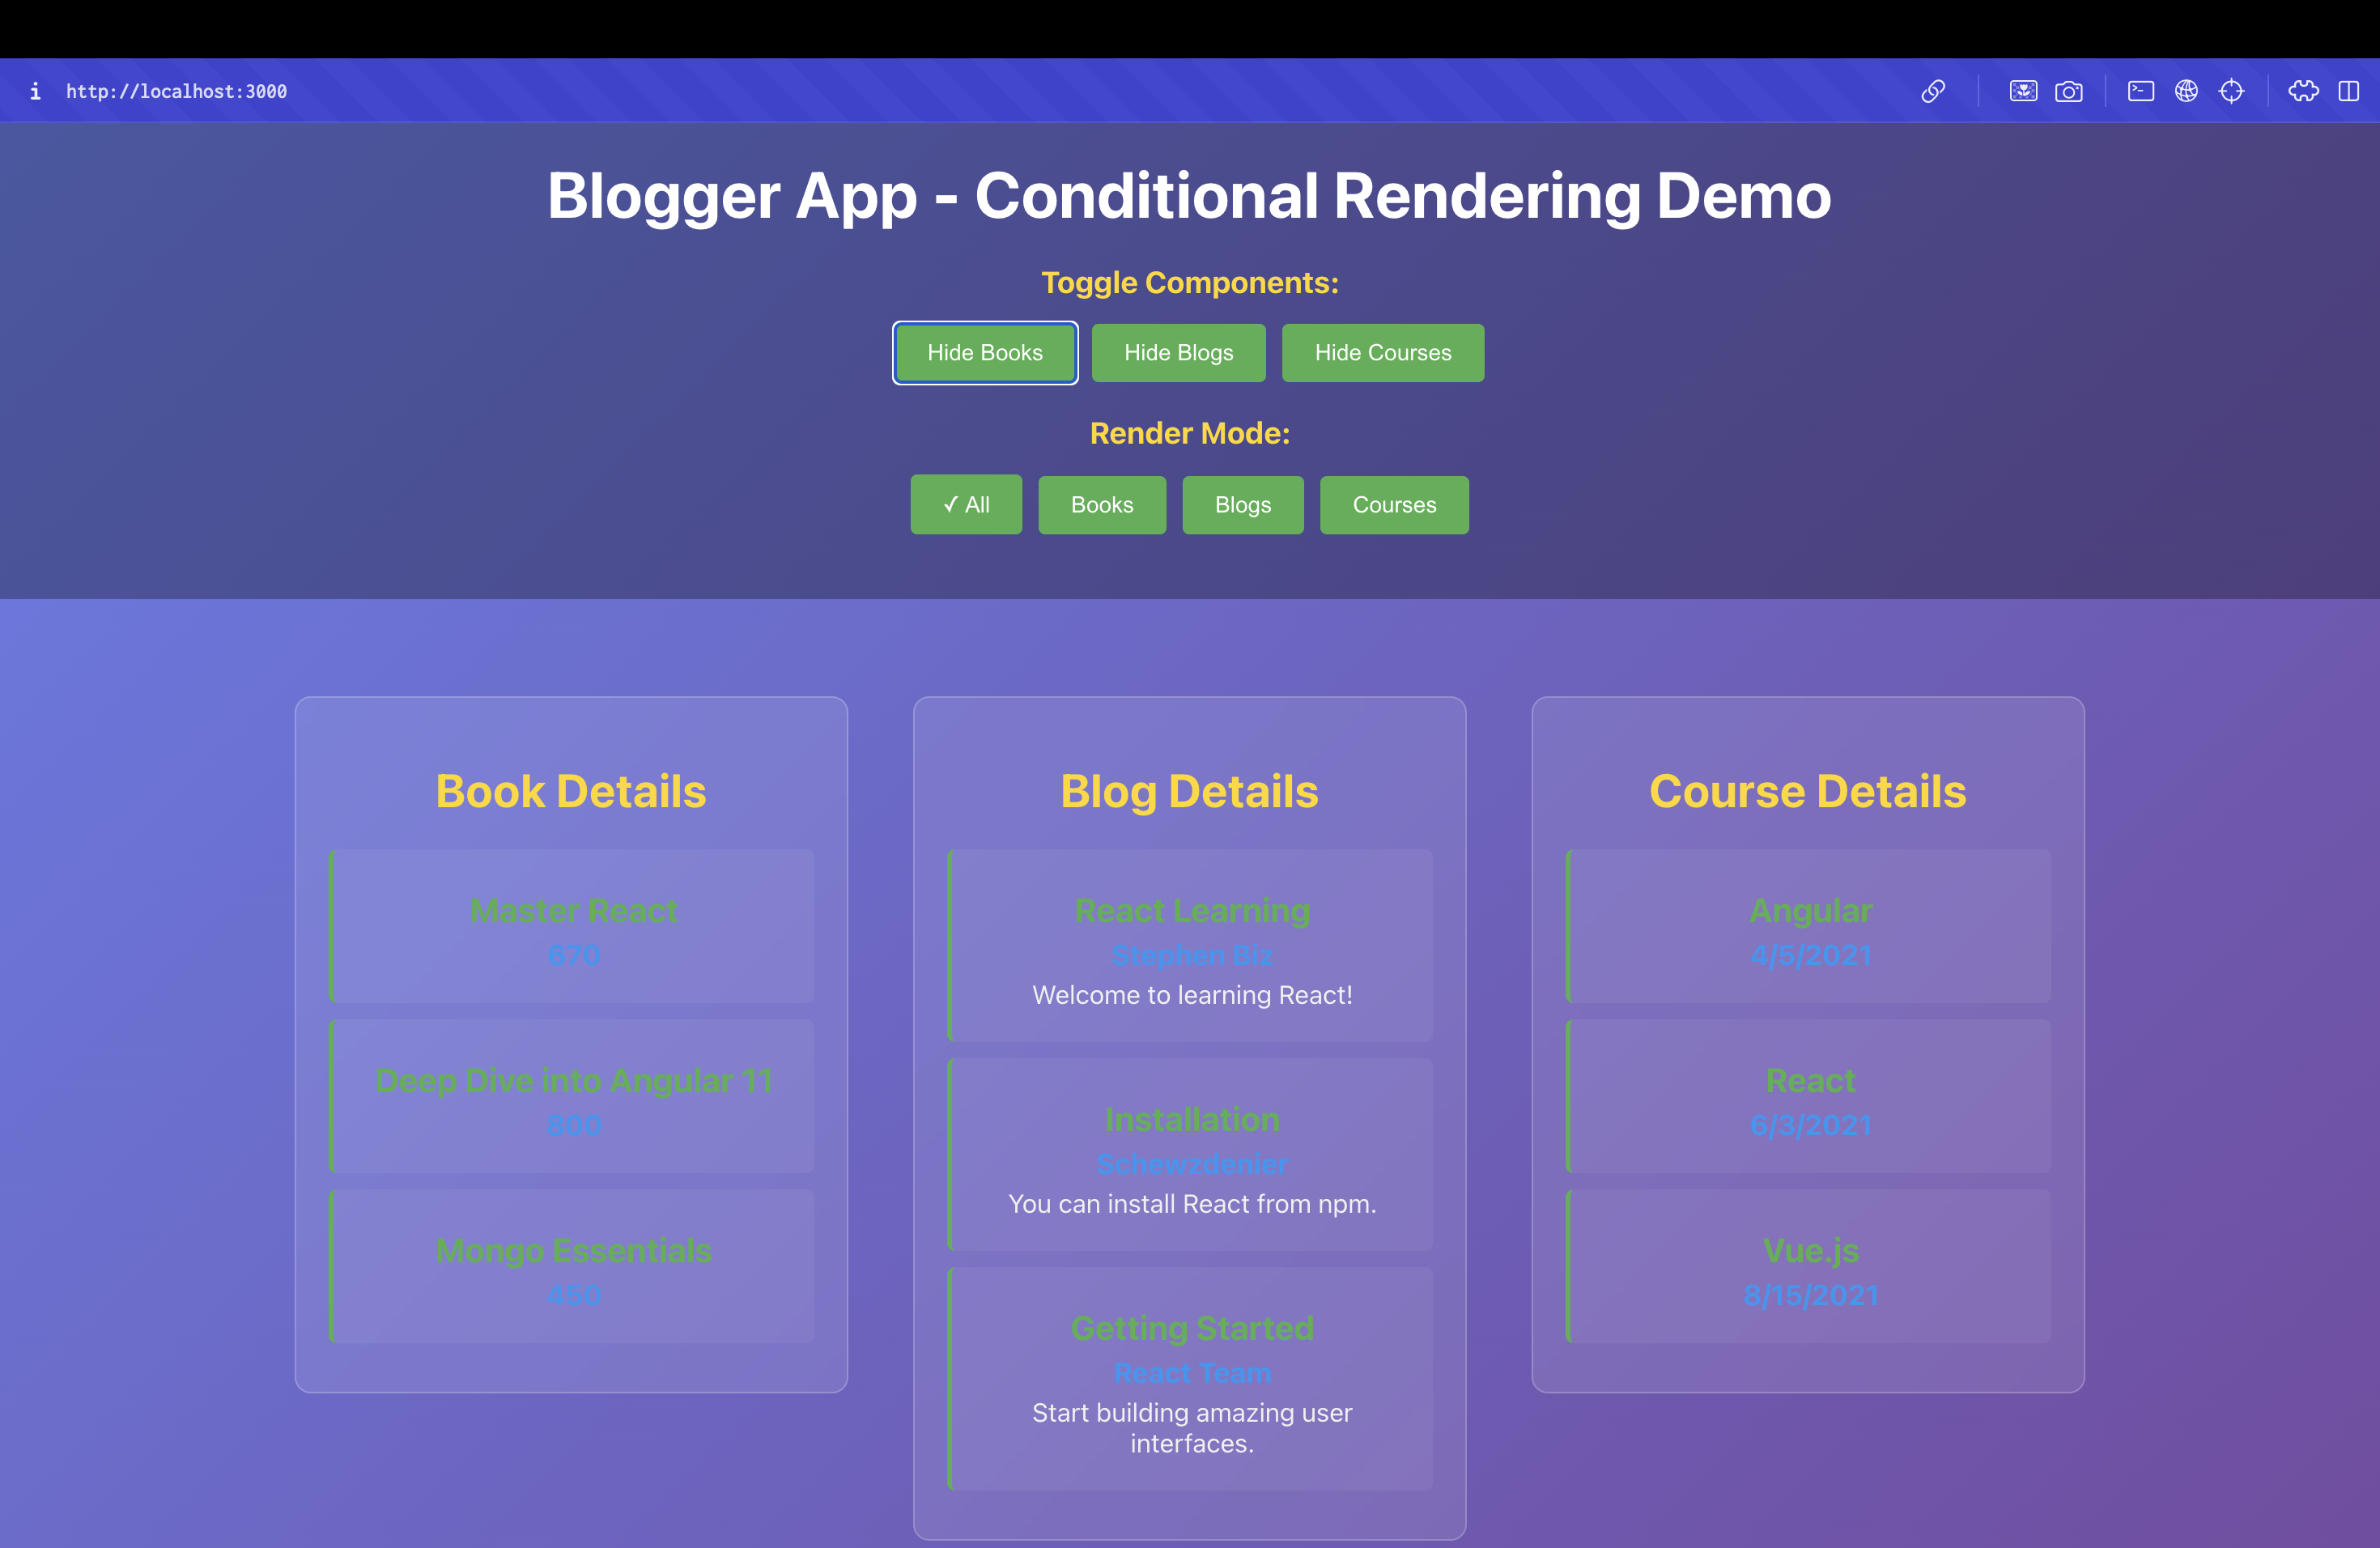 http://localhost:3000
Blogger App - Conditional Rendering Demo
Toggle Components:
Hide Books Hide Blogs Hide Courses
Render Mode:
✓ All Books Blogs Courses
Book Details
Master React
670
Deep Dive into Angular 11
800
Mongo Essentials
450
Blog Details
React Learning
Stephen Biz
Welcome to learning React!
Installation
Schewzdenier
You can install React from npm.
Getting Started
React Team
Start building amazing user
interfaces.
Course Details
Angular
4/5/2021
React
6/3/2021
Vue.js
8/15/2021